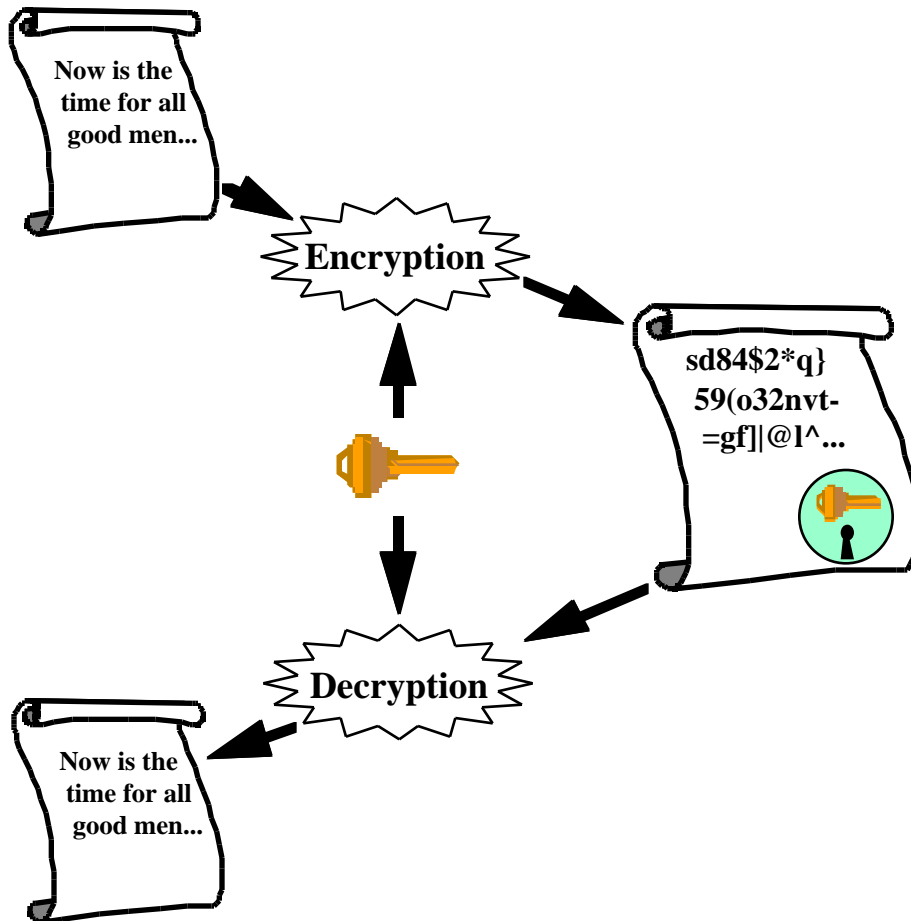 Now is the
time for all
good men...
Encryption
sd84$2*q}
59(o32nvt-
=gf]|@l^...
Decryption
Now is the
time for all
good men...